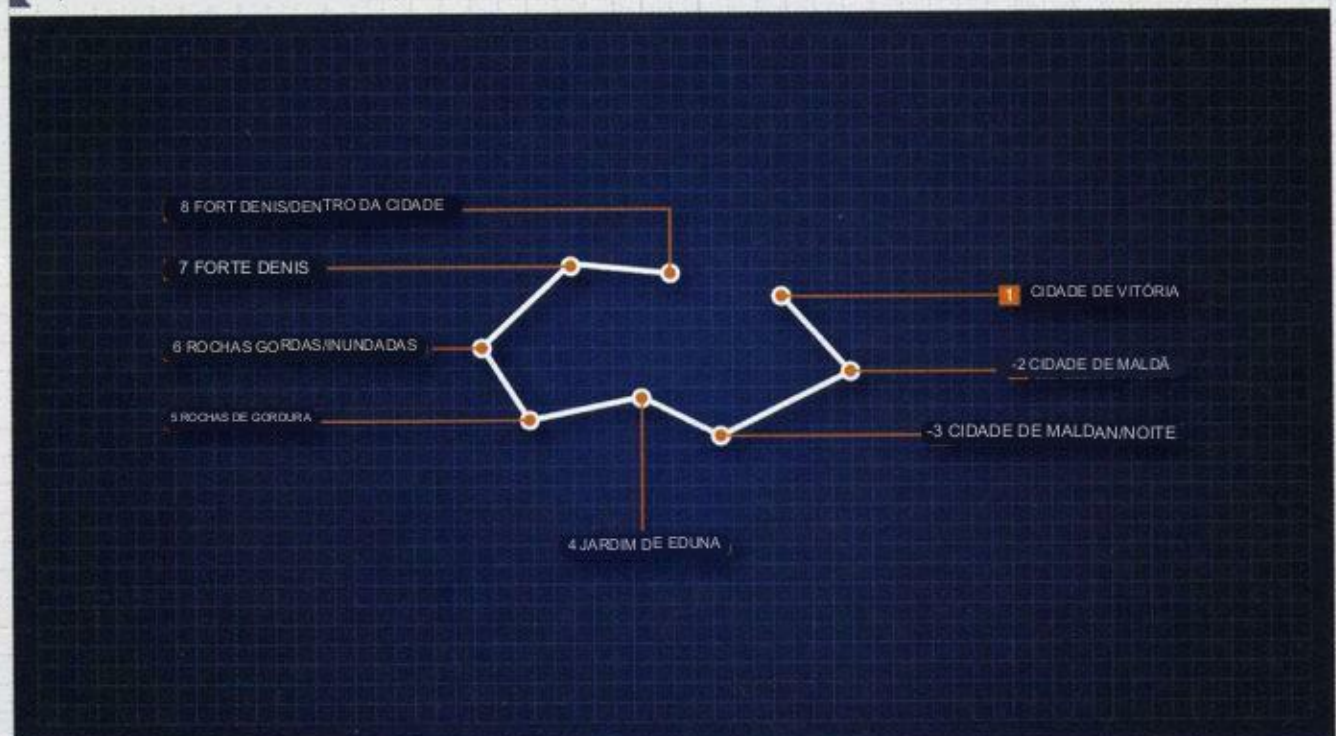 8 FORT DENIS/DENTRO DA CIDADE
7 FORTE DENIS
1 CIDADE DE VITÓRIA
6 ROCHAS GORDAS/INUNDADAS
-2 CIDADE DE MALDÃ
5 ROCHAS DE GORDURA
-3 CIDADE DE MALDAN/NOITE
4 JARDIM DE EDUNA